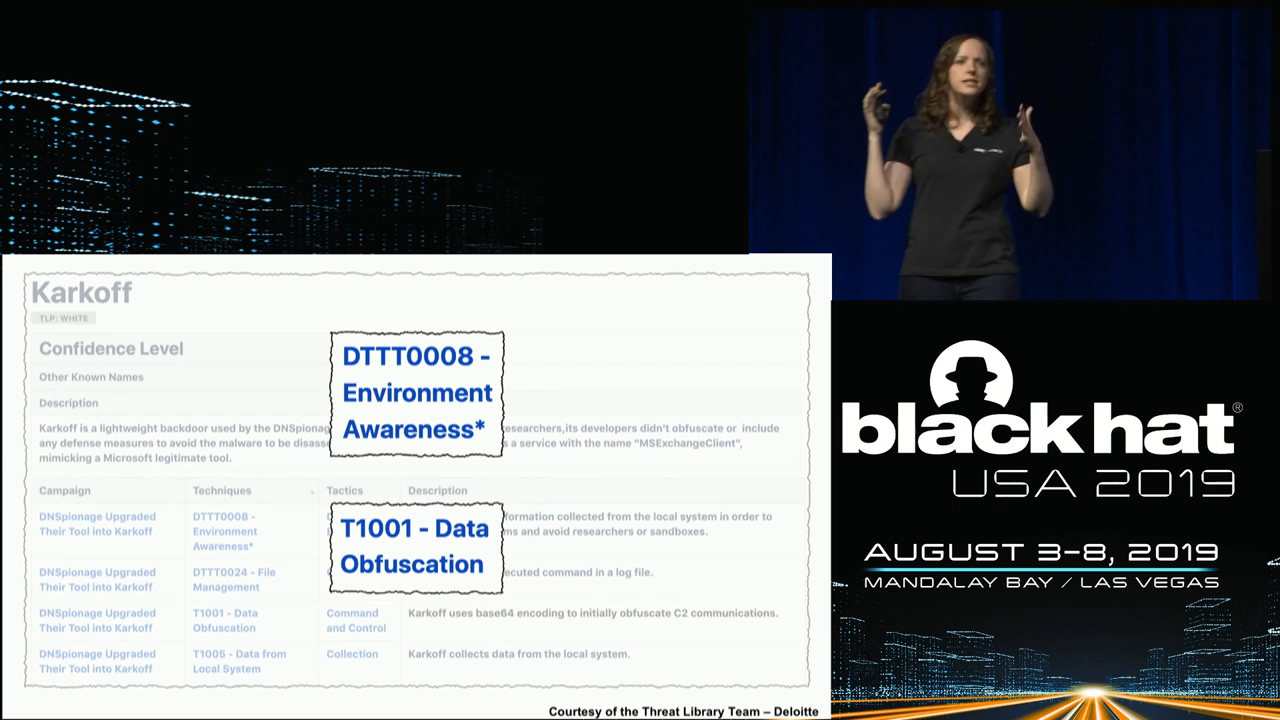 Karkoff
TLP: WHITE
Confidence Level
Other Known Names
Description
Karkoff is a lightweight backdoor used by the DNSpionag esearchers,its developers didn't obfuscate or include
any defense measures to avoid the malware to be disass s a service with the name "MSExchangeClient",
mimicking a Microsoft legitimate tool.
DTTT0008 -
Environment
Awareness*
Campaign Techniques Tactics Description
DNSpionage Upgraded
Their Tool into Karkoff
DTTT0008 -
Environment
Awareness*
formation collected from the local system in order to
ms and avoid researchers or sandboxes.
T1001 - Data
Obfuscation
DNSpionage Upgraded
Their Tool into Karkoff
DTTT0024 - File
Management
ecuted command in a log file.
DNSpionage Upgraded
Their Tool into Karkoff
T1001 - Data
Obfuscation
Command
and Control
Karkoff uses base64 encoding to initially obfuscate C2 communications.
DNSpionage Upgraded
Their Tool into Karkoff
T1005 - Data from
Local System
Collection
Karkoff collects data from the local system.
Courtesy of the Threat Library Team – Deloitte
black hat®
USA 2019
AUGUST 3-8, 2019
MANDALAY BAY / LAS VEGAS